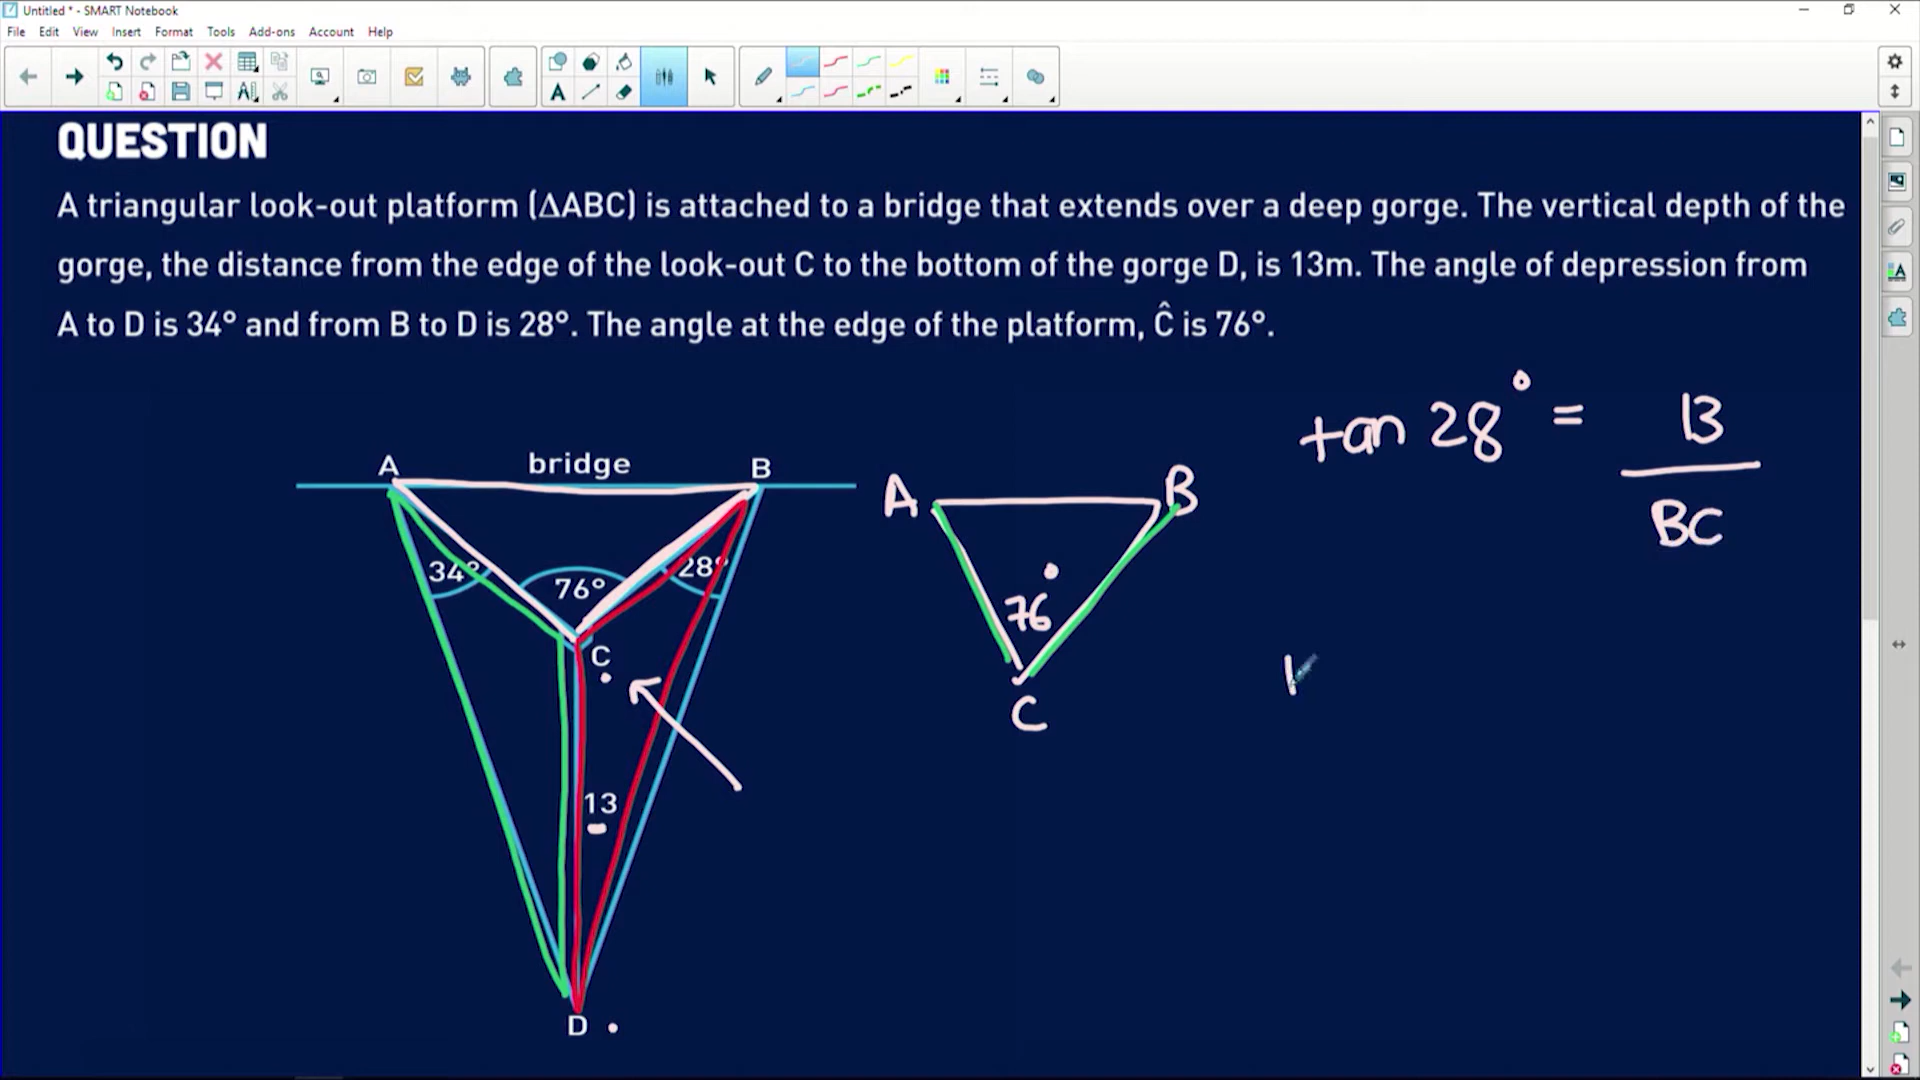 Untitled * - SMART Notebook
File Edit View Insert Format Tools Add-ons Account Help
QUESTION
A triangular look-out platform (ΔABC) is attached to a bridge that extends over a deep gorge. The vertical depth of the
gorge, the distance from the edge of the look-out C to the bottom of the gorge D, is 13m. The angle of depression from
A to D is 34° and from B to D is 28°. The angle at the edge of the platform, Ĉ is 76°.
A bridge B
34° 76° 28°
C
13
D
A B
76°
C
tan 28° = 13
BC